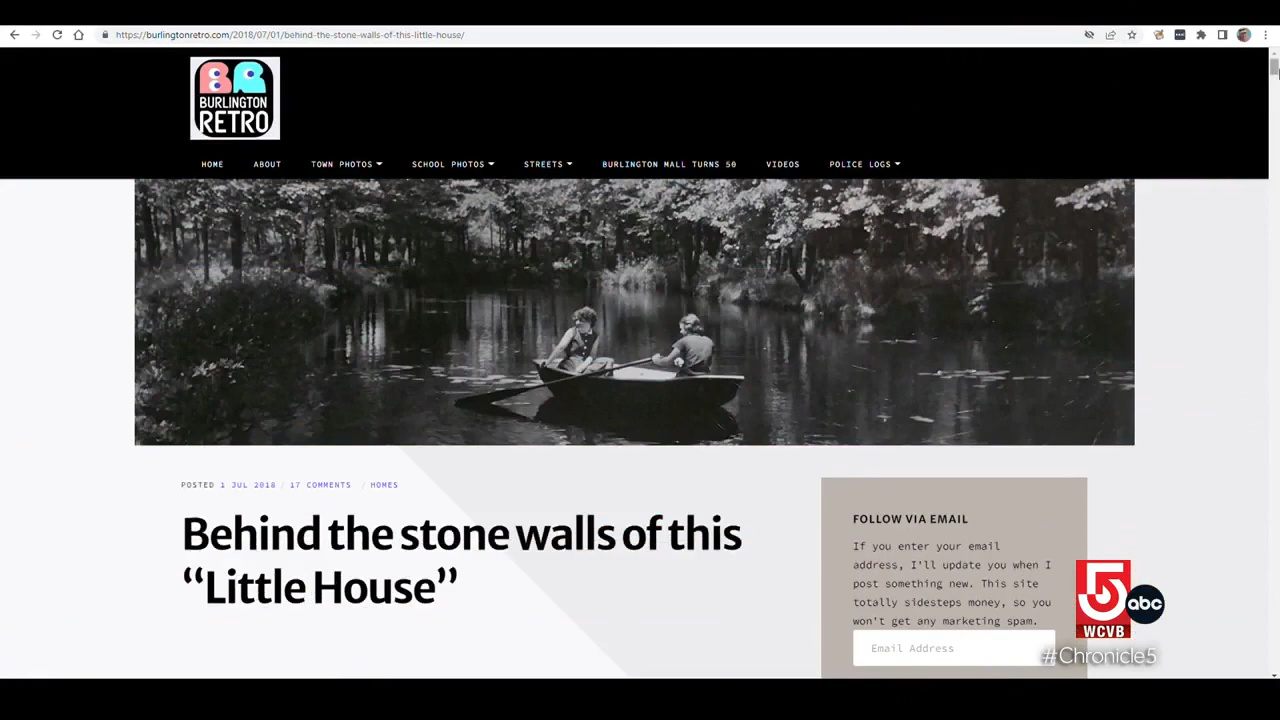 https://burlingtonretro.com/2018/07/01/behind-the-stone-walls-of-this-little-house/
BR
BURLINGTON
RETRO
HOME ABOUT TOWN PHOTOS SCHOOL PHOTOS STREETS BURLINGTON MALL TURNS 50 VIDEOS POLICE LOGS
POSTED 1 JUL 2018 / 17 COMMENTS / HOMES
Behind the stone walls of this
“Little House”
FOLLOW VIA EMAIL
If you enter your email
address, I'll update you when I
post something new. This site
totally sidesteps money, so you
won't get any marketing spam.
Email Address
5 abc
WCVB
#Chronicle5